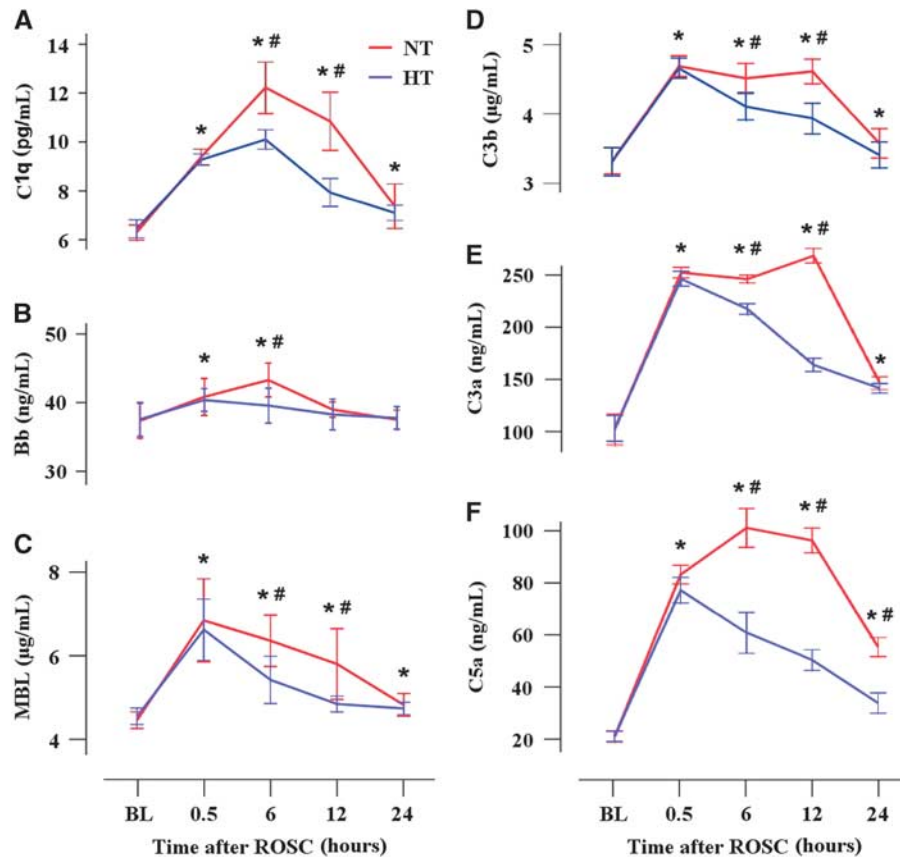 A
14
12
10
8
6
C1q (pg/mL)
* # 
* #
*
*
NT
HT
B
50
40
30
Bb (ng/mL)
*
* #
C
8
6
4
MBL (µg/mL)
*
* #
* #
*
BL 0.5 6 12 24
Time after ROSC (hours)
D
5
4
3
C3b (µg/mL)
*
* #
* #
*
E
250
200
150
100
C3a (ng/mL)
*
* #
* #
*
F
100
80
60
40
20
C5a (ng/mL)
*
* #
* #
* #
BL 0.5 6 12 24
Time after ROSC (hours)